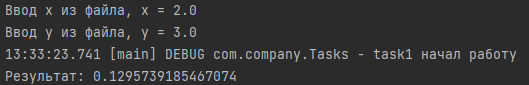 Ввод x из файла, x = 2.0
Ввод y из файла, y = 3.0
13:33:23.741 [main] DEBUG com.company.Tasks - task1 начал работу
Результат: 0.1295739185467074